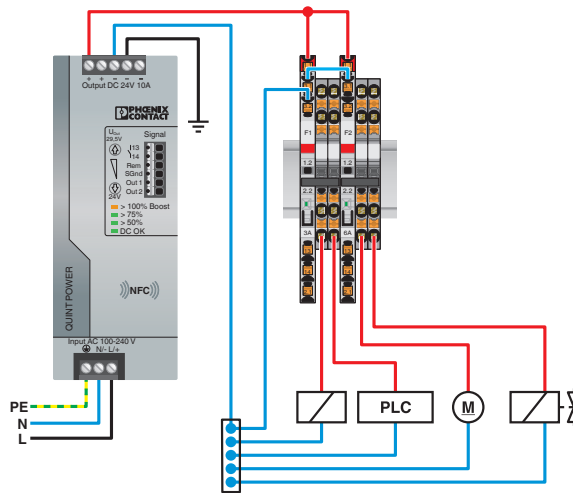 + + − − −
Output DC 24V 10A
PHŒNIX
CONTACT
UOut
29,5V
Signal
13
14
Rem
SGnd
Out 1
Out 2
24V
> 100% Boost
> 75%
> 50%
DC OK
QUINT POWER
NFC
Input AC 100-240 V
N/- L/+
PE
N
L
F1
F2
1.2
1.2
2.2
2.2
3A
6A
PLC
M